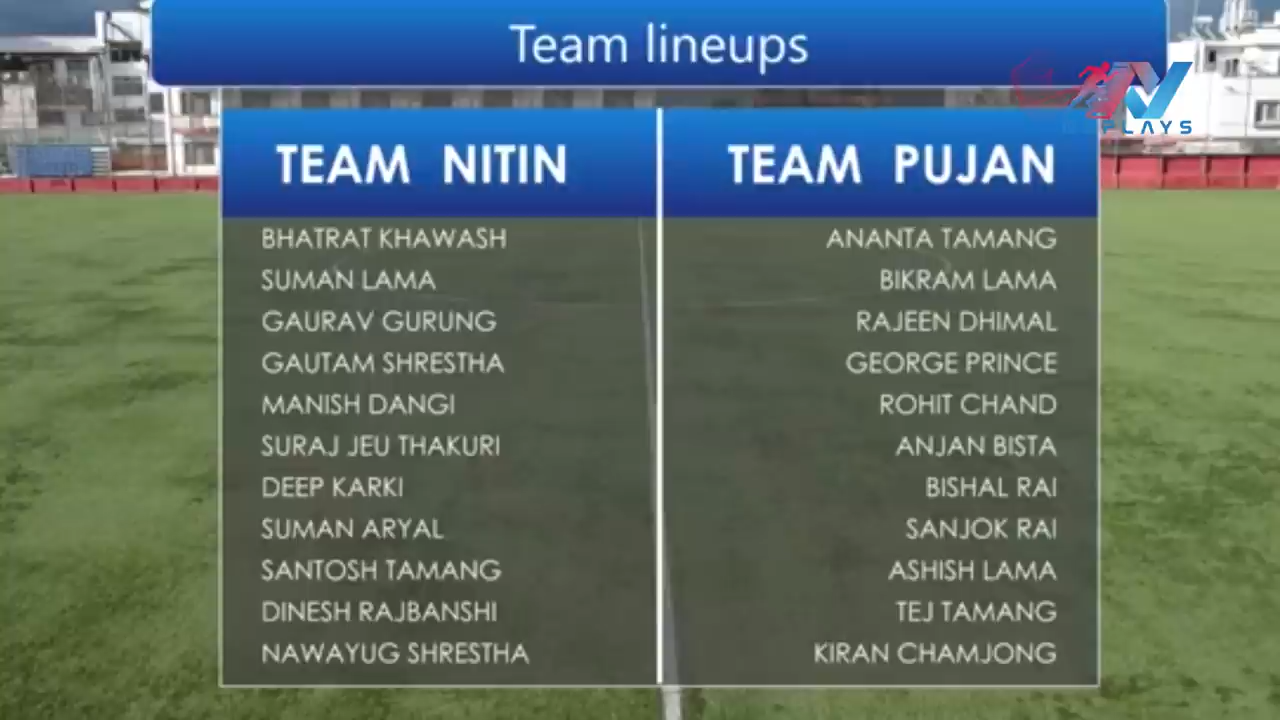 Team lineups
TEAM NITIN
BHATRAT KHAWASH
SUMAN LAMA
GAURAV GURUNG
GAUTAM SHRESTHA
MANISH DANGI
SURAJ JEU THAKURI
DEEP KARKI
SUMAN ARYAL
SANTOSH TAMANG
DINESH RAJBANSHI
NAWAYUG SHRESTHA
TEAM PUJAN
ANANTA TAMANG
BIKRAM LAMA
RAJEEN DHIMAL
GEORGE PRINCE
ROHIT CHAND
ANJAN BISTA
BISHAL RAI
SANJOK RAI
ASHISH LAMA
TEJ TAMANG
KIRAN CHAMJONG